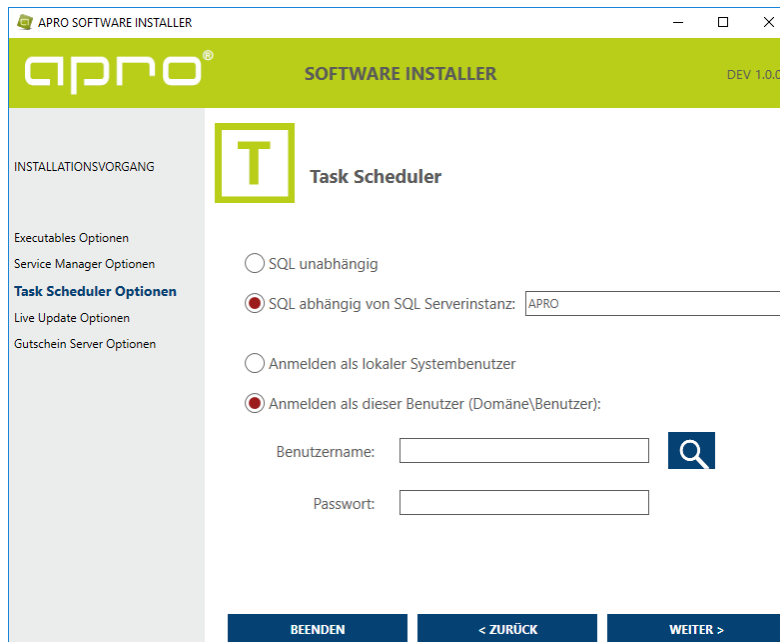 APRO SOFTWARE INSTALLER
apro®
SOFTWARE INSTALLER
DEV 1.0.0
INSTALLATIONSVORGANG
T
Task Scheduler
Executables Optionen
Service Manager Optionen
Task Scheduler Optionen
Live Update Optionen
Gutschein Server Optionen
SQL unabhängig
SQL abhängig von SQL Serverinstanz: APRO
Anmelden als lokaler Systembenutzer
Anmelden als dieser Benutzer (Domäne\Benutzer):
Benutzername:
Passwort:
BEENDEN
< ZURÜCK
WEITER >